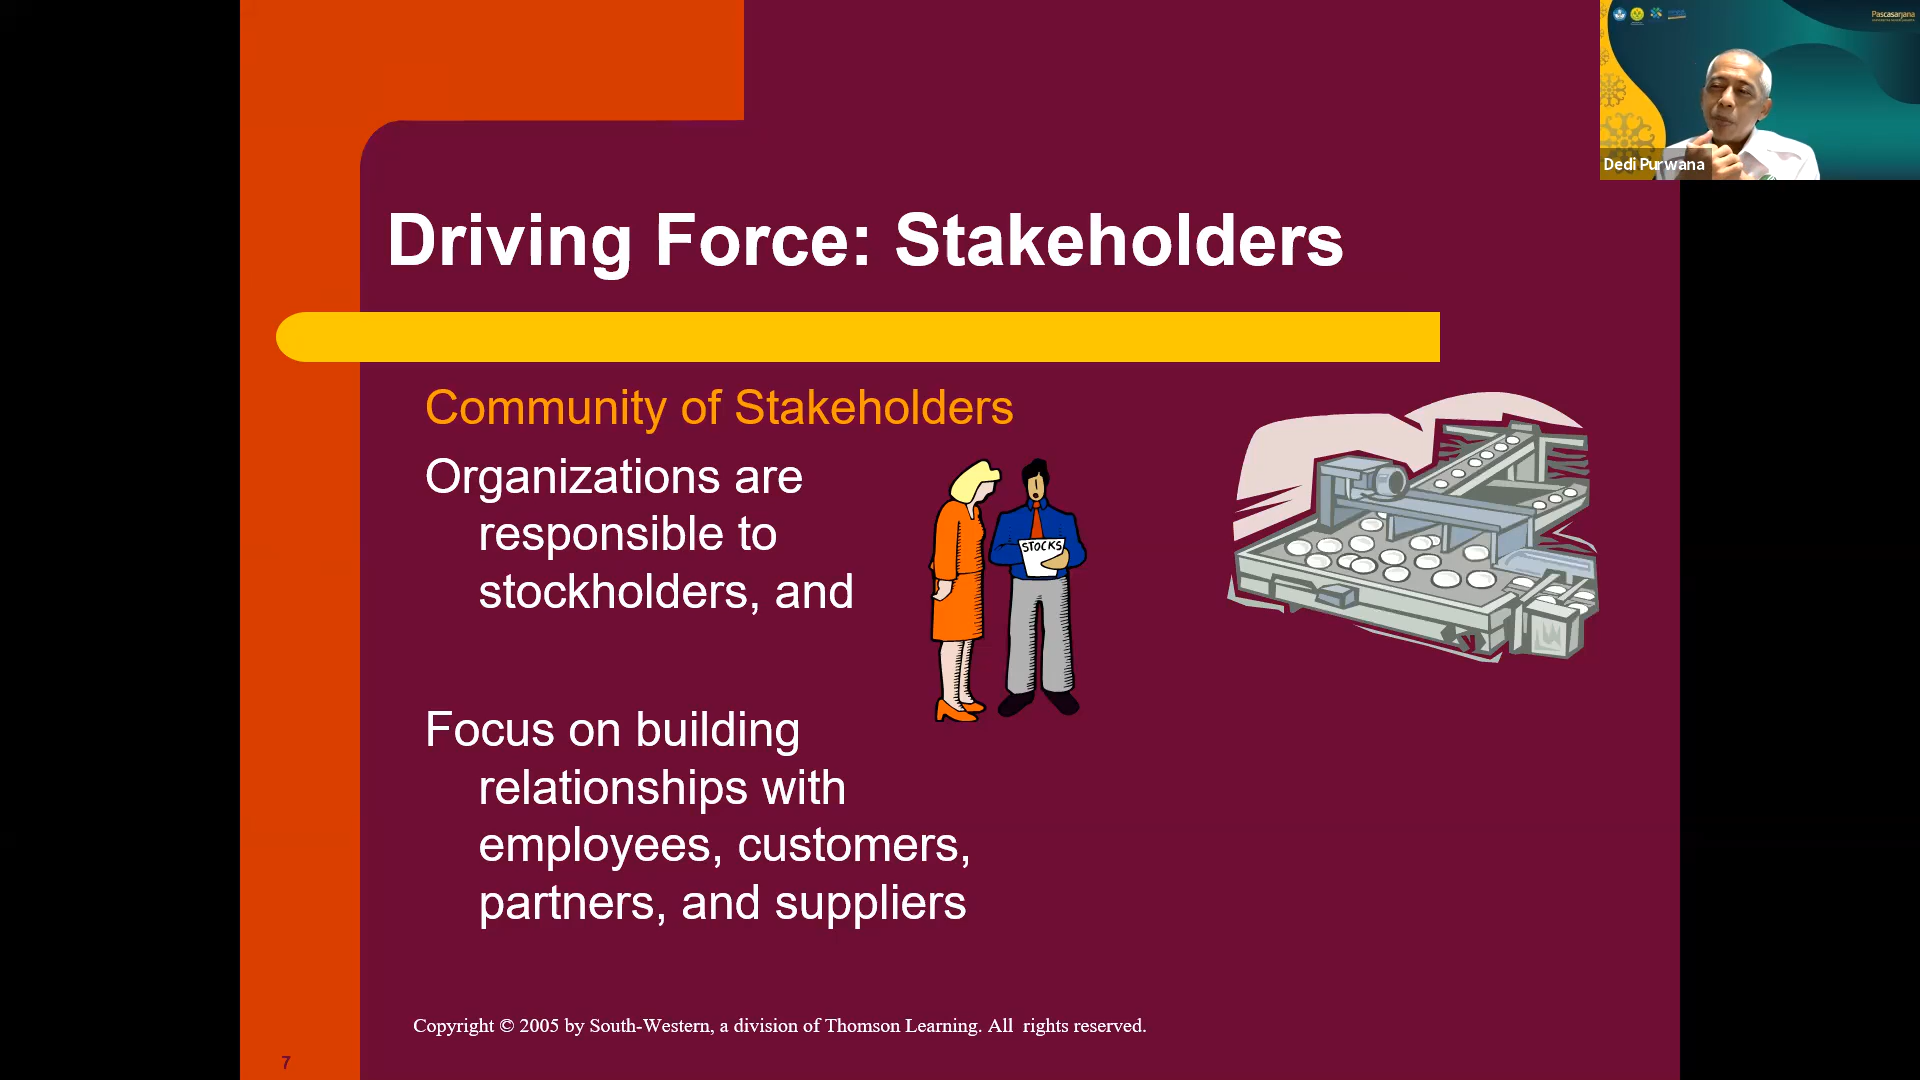 Pascasarjana
Dedi Purwana
Driving Force: Stakeholders
Community of Stakeholders
Organizations are
responsible to
stockholders, and
STOCKS
Focus on building
relationships with
employees, customers,
partners, and suppliers
Copyright © 2005 by South-Western, a division of Thomson Learning. All rights reserved.
7